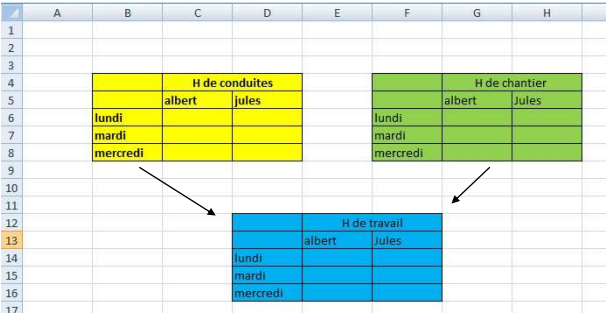 A B C D E F G H
1
2
3
4 H de conduites H de chantier
5 albert jules albert Jules
6 lundi lundi
7 mardi mardi
8 mercredi mercredi
9
10
11
12 H de travail
13 albert Jules
14 lundi
15 mardi
16 mercredi
17